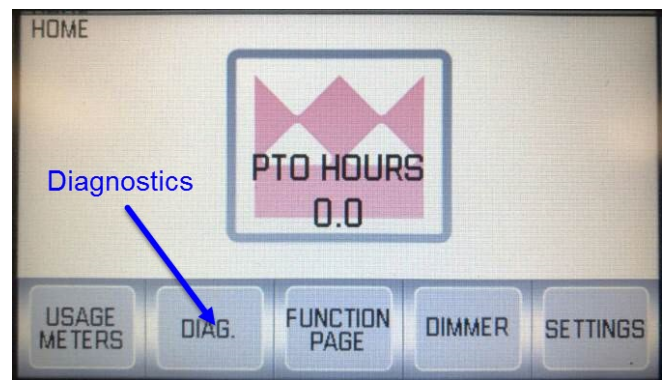 HOME
PTO HOURS
0.0
Diagnostics
USAGE
METERS
DIAG.
FUNCTION
PAGE
DIMMER
SETTINGS